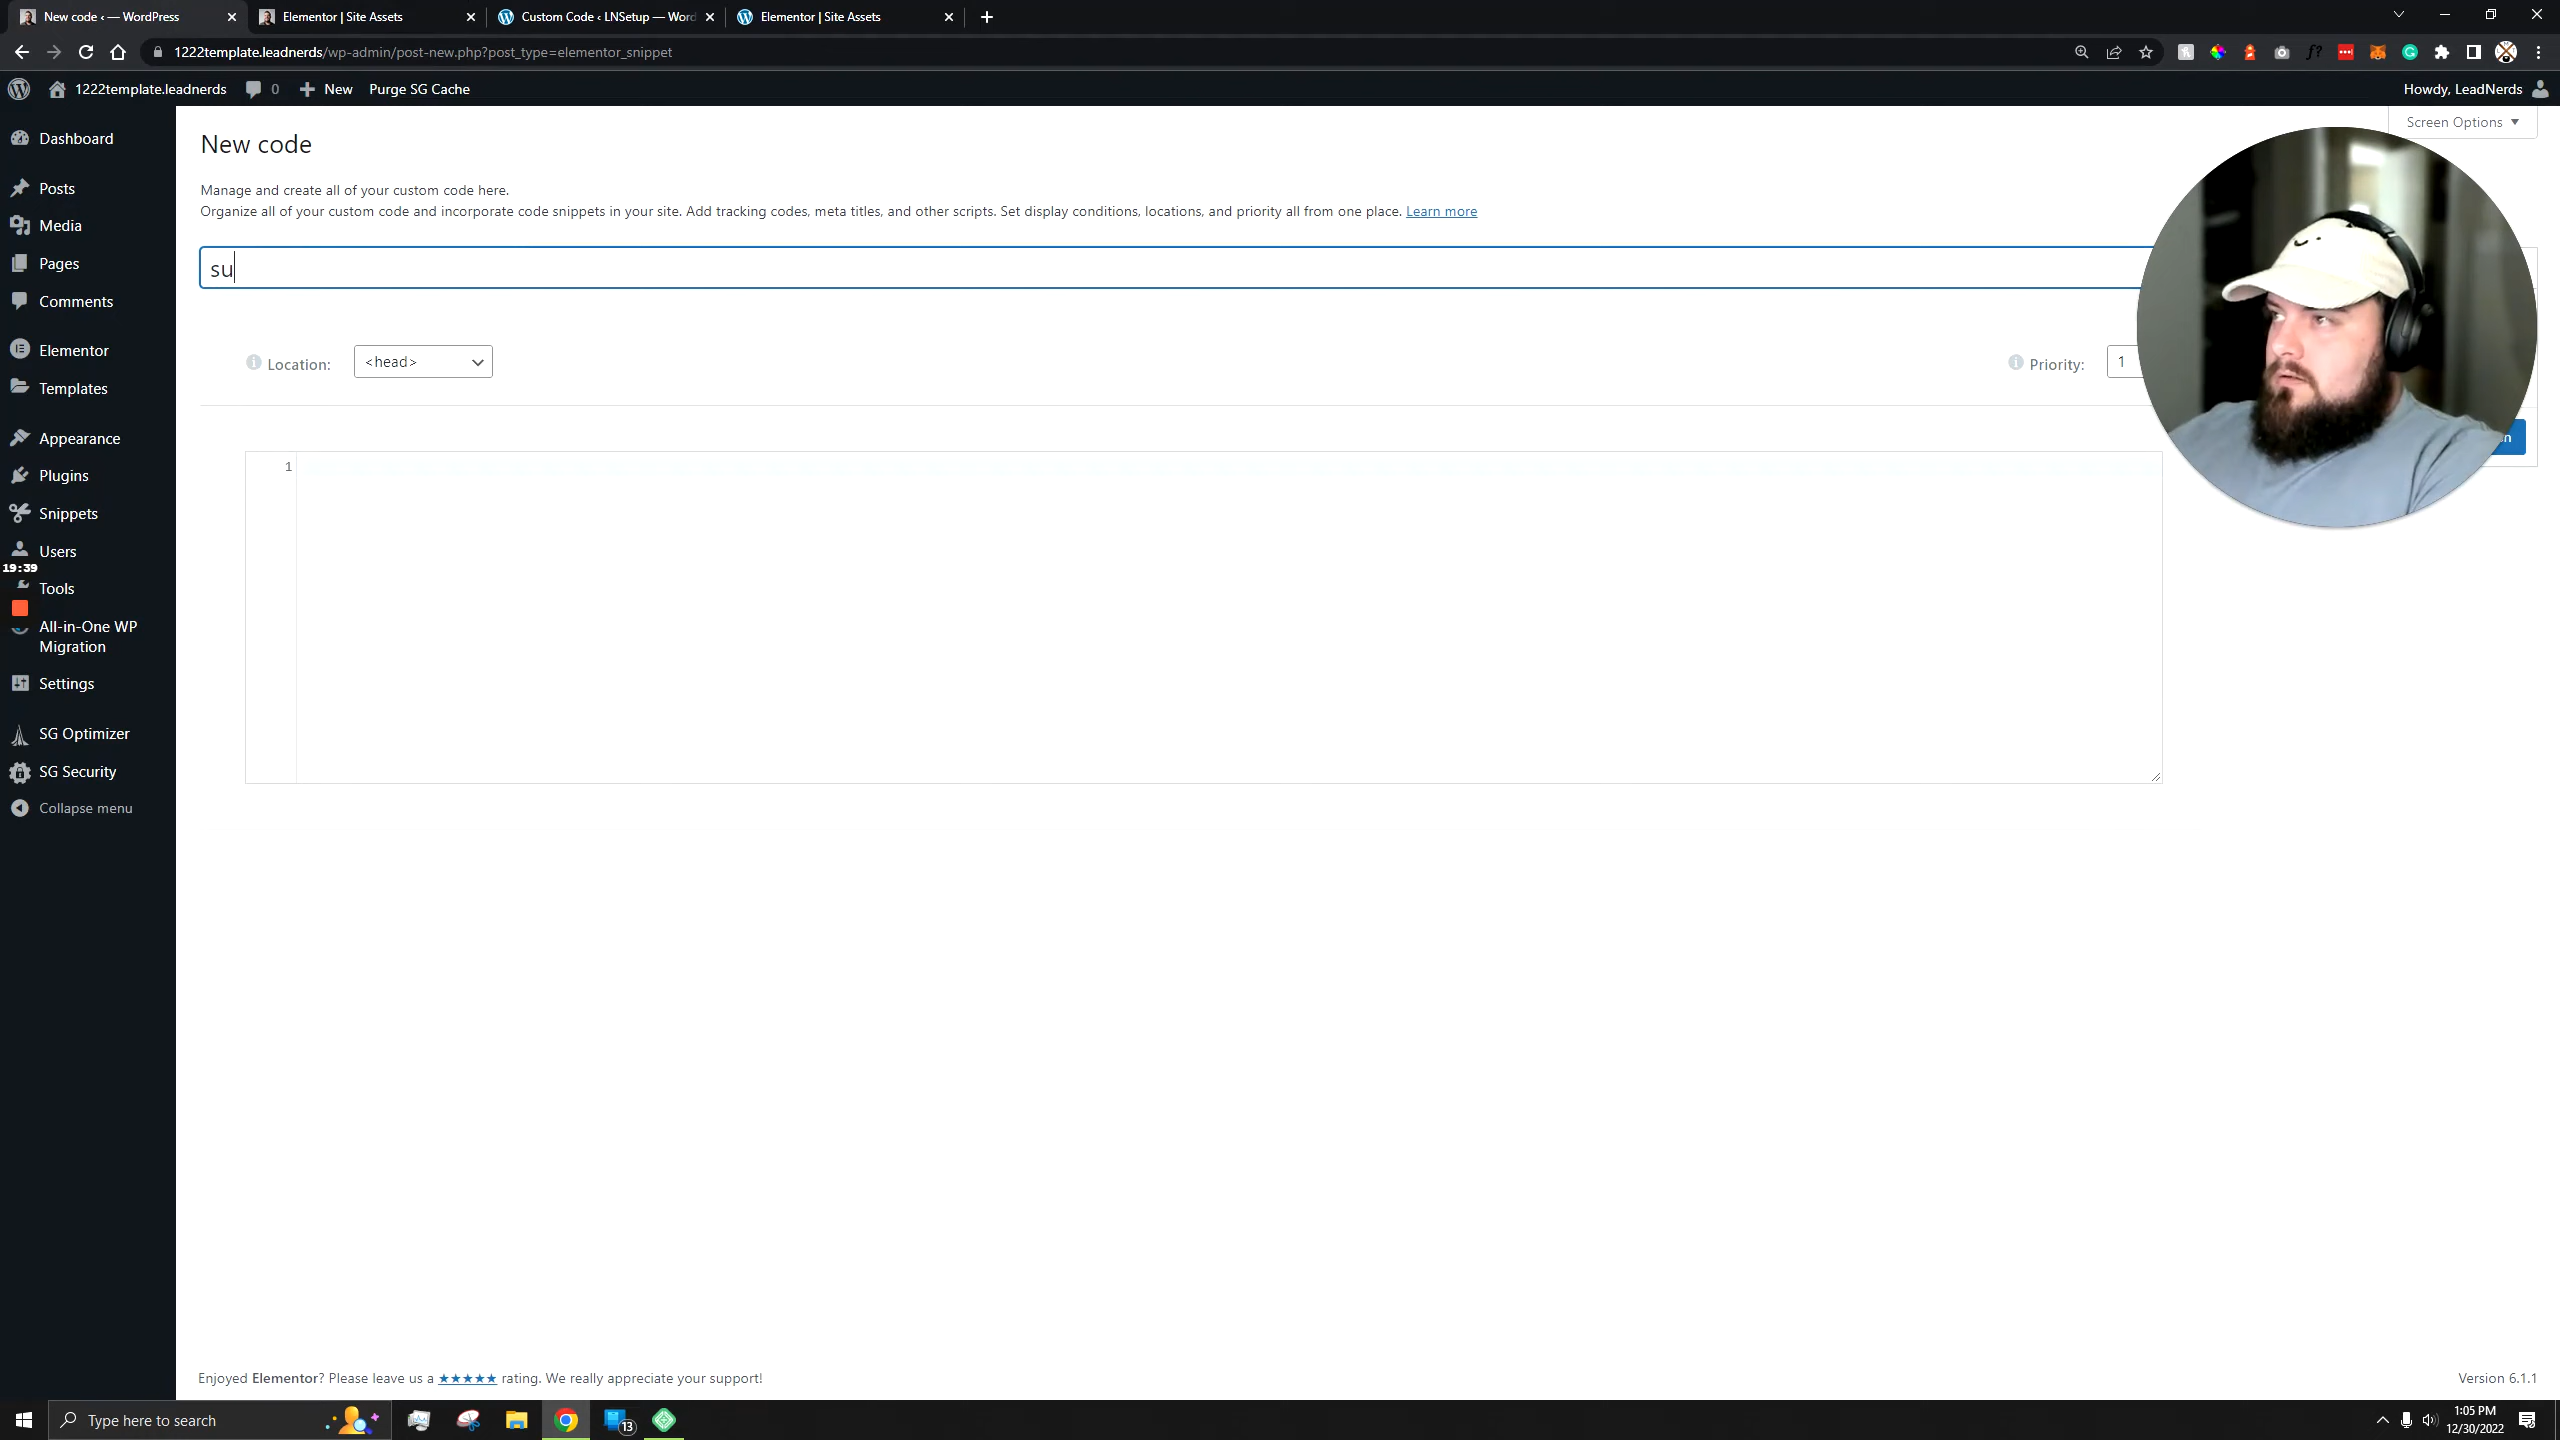 New code ‹ — WordPress
Elementor | Site Assets
Custom Code ‹ LNSetup — Word
Elementor | Site Assets
1222template.leadnerds/wp-admin/post-new.php?post_type=elementor_snippet
1222template.leadnerds
0
New
Purge SG Cache
Howdy, LeadNerds
Dashboard
Posts
Media
Pages
Comments
Elementor
Templates
Appearance
Plugins
Snippets
Users
19:39
Tools
All-in-One WP
Migration
Settings
SG Optimizer
SG Security
Collapse menu
Screen Options
New code
Manage and create all of your custom code here.
Organize all of your custom code and incorporate code snippets in your site. Add tracking codes, meta titles, and other scripts. Set display conditions, locations, and priority all from one place. Learn more
su
Location:
<head>
Priority:
1
1
Enjoyed Elementor? Please leave us a ★★★★★ rating. We really appreciate your support!
Version 6.1.1
Type here to search
13
1:05 PM
12/30/2022